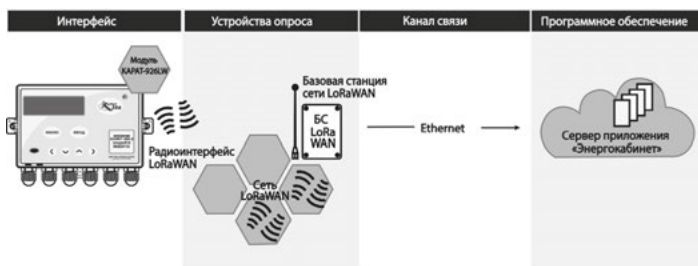 Интерфейс
Устройства опроса
Канал связи
Программное обеспечение
Модуль
КАРАТ-926LW
Радиоинтерфейс
LoRaWAN
Базовая станция
сети LoRaWAN
БС
LoRa
WAN
Сеть
LoRaWAN
Ethernet
Сервер приложения
«Энергокабинет»